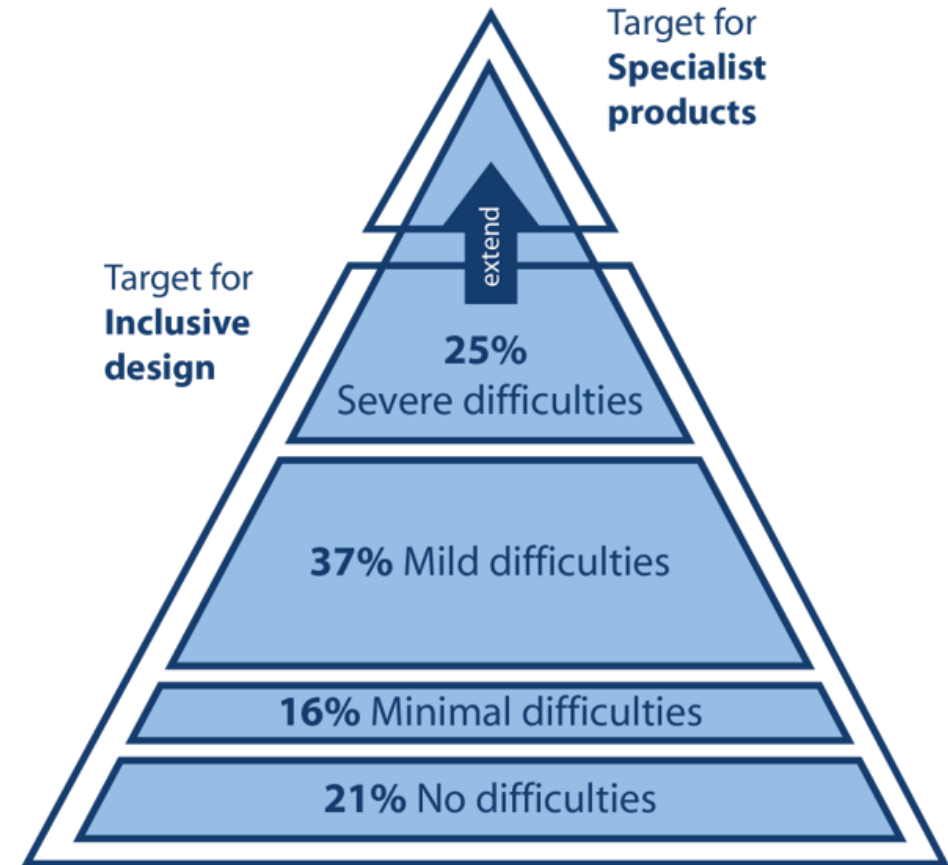 Target for
Specialist
products
extend
Target for
Inclusive
design
25%
Severe difficulties
37% Mild difficulties
16% Minimal difficulties
21% No difficulties